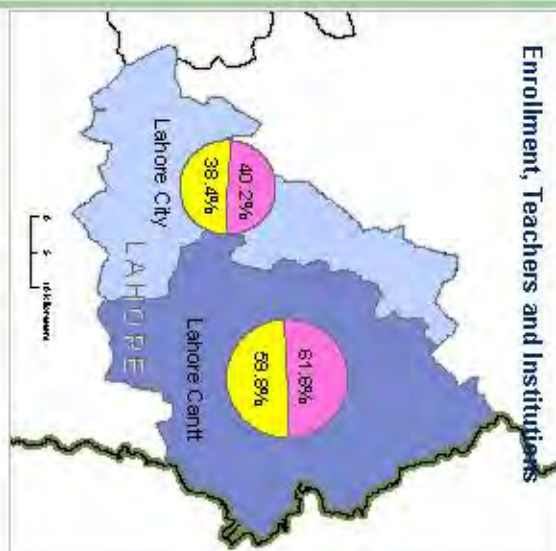 Enrollment, Teachers and Institutions
40.2%
38.4%
Lahore City
61.6%
59.8%
Lahore Cantt
LAHORE